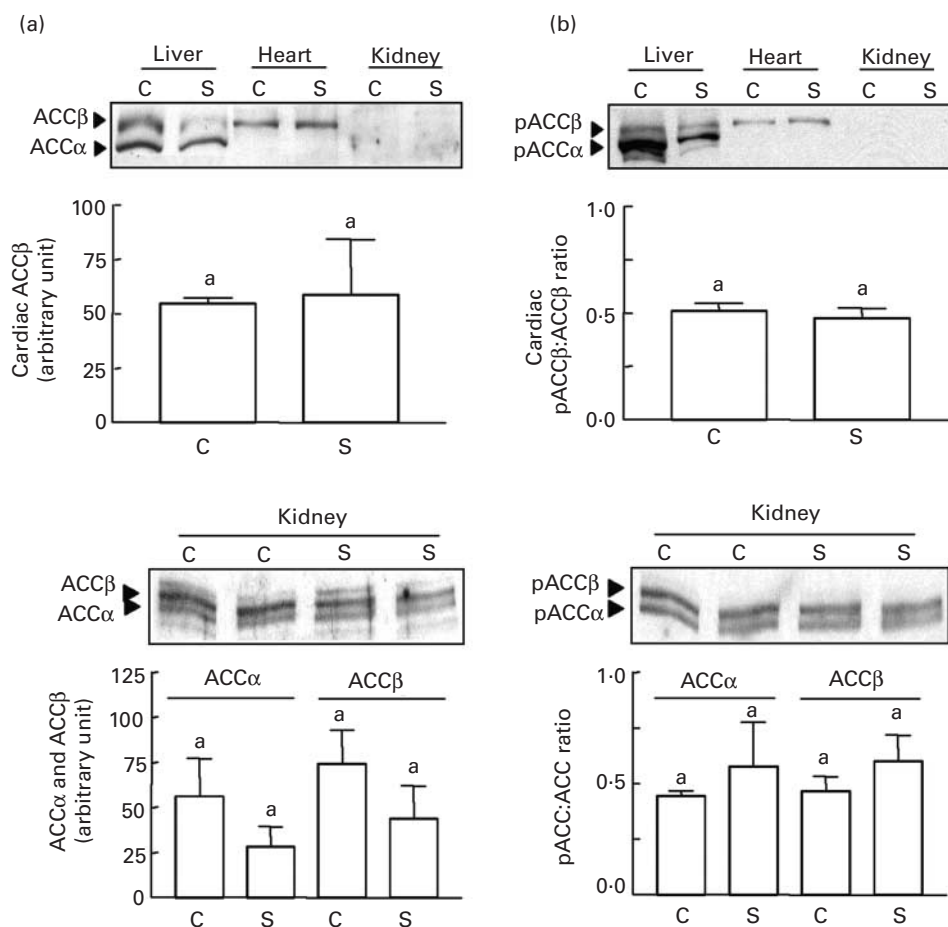 (a)
Liver Heart Kidney
C S C S C S
ACCβ
ACCα
100
75
50
25
0
Cardiac ACCβ
(arbitrary unit)
a a
C S
Kidney
C C S S
ACCβ
ACCα
125
100
75
50
25
0
ACCα and ACCβ
(arbitrary unit)
ACCα ACCβ
a a a a
C S C S
(b)
Liver Heart Kidney
C S C S C S
pACCβ
pACCα
1·0
0·5
0·0
Cardiac
pACCβ:ACCβ ratio
a a
C S
Kidney
C C S S
pACCβ
pACCα
1·0
0·5
0·0
pACC:ACC ratio
ACCα ACCβ
a a a a
C S C S